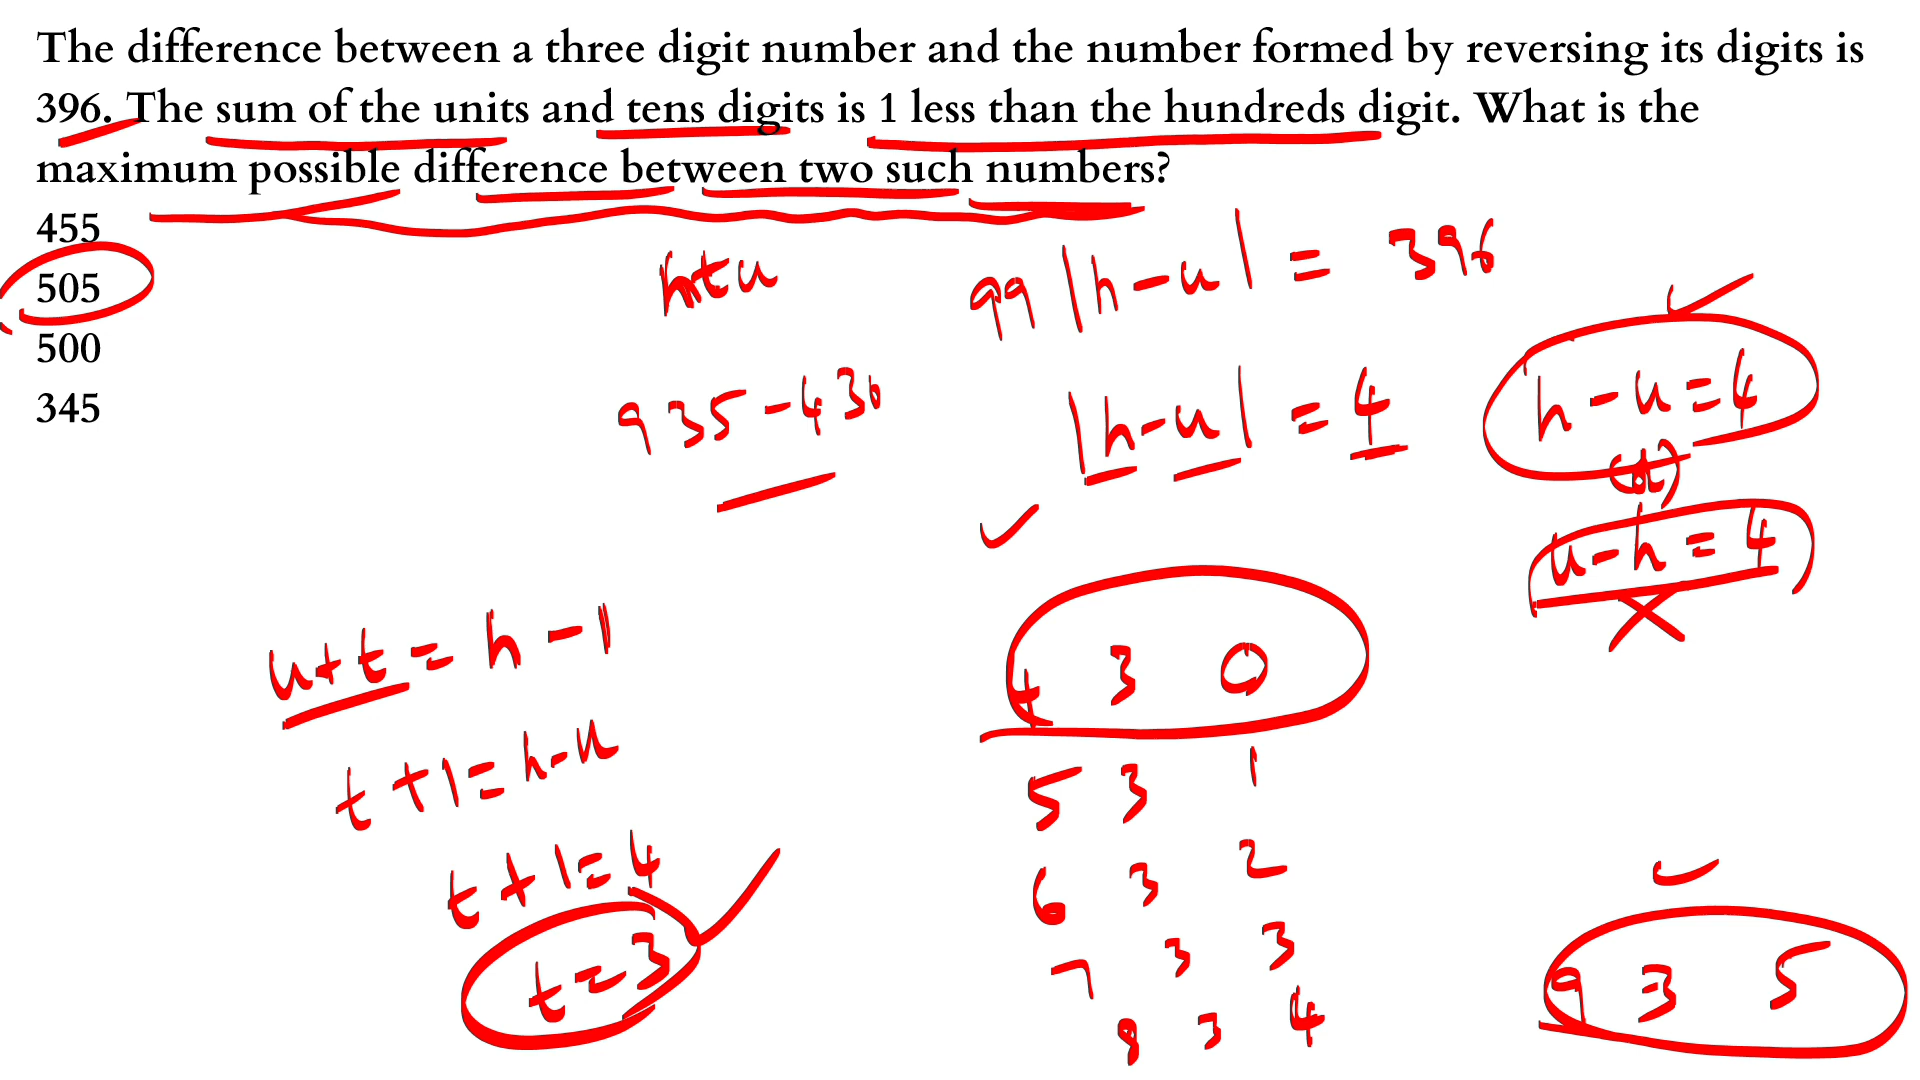 The difference between a three digit number and the number formed by reversing its digits is
396. The sum of the units and tens digits is 1 less than the hundreds digit. What is the
maximum possible difference between two such numbers?
455
505
500
345
htu
99 |h-u| = 396
935-430
|h-u| = 4
h-u=4
(or)
u-h=4
u+t=h-1
t+1=h-u
t+1=4
t=3
4 3 0
5 3 1
6 3 2
7 3 3
8 3 4
9 3 5